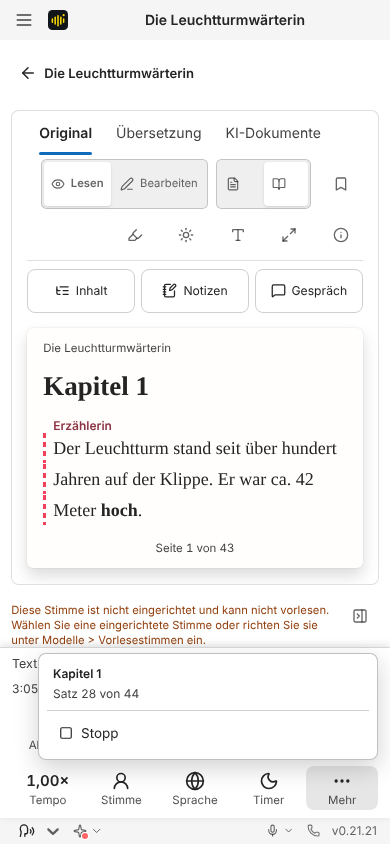 Die Leuchtturmwärterin
Die Leuchtturmwärterin
Original Übersetzung KI-Dokumente
Lesen Bearbeiten
Inhalt Notizen Gespräch
Die Leuchtturmwärterin
Kapitel 1
Erzählerin
Der Leuchtturm stand seit über hundert
Jahren auf der Klippe. Er war ca. 42
Meter hoch.
Seite 1 von 43
Diese Stimme ist nicht eingerichtet und kann nicht vorlesen.
Wählen Sie eine eingerichtete Stimme oder richten Sie sie
unter Modelle > Vorlesestimmen ein.
Text
Kapitel 1
3:05
Satz 28 von 44
Stopp
1,00×
Tempo Stimme Sprache Timer Mehr
v0.21.21